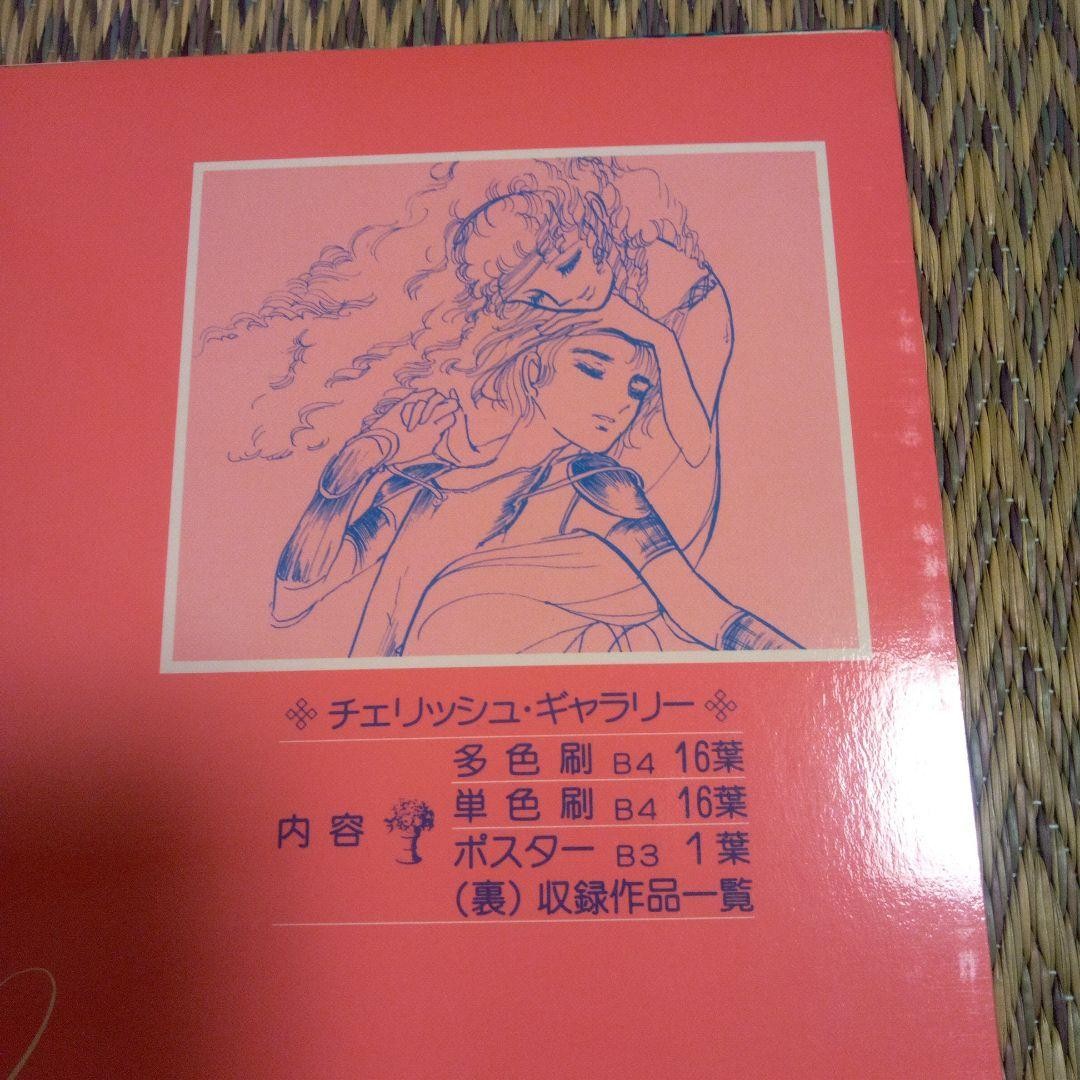 チェリッシュ・ギャラリー
内容
多色刷 B4 16葉
単色刷 B4 16葉
ポスター B3 1葉
(裏)収録作品一覧